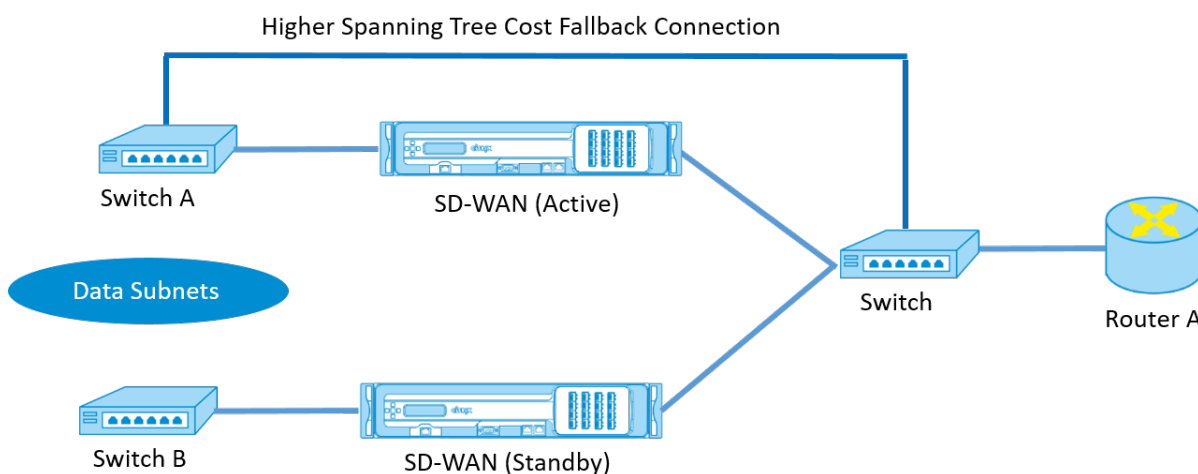 Higher Spanning Tree Cost Fallback Connection
Switch A
SD-WAN (Active)
Data Subnets
Switch
Router A
Switch B
SD-WAN (Standby)